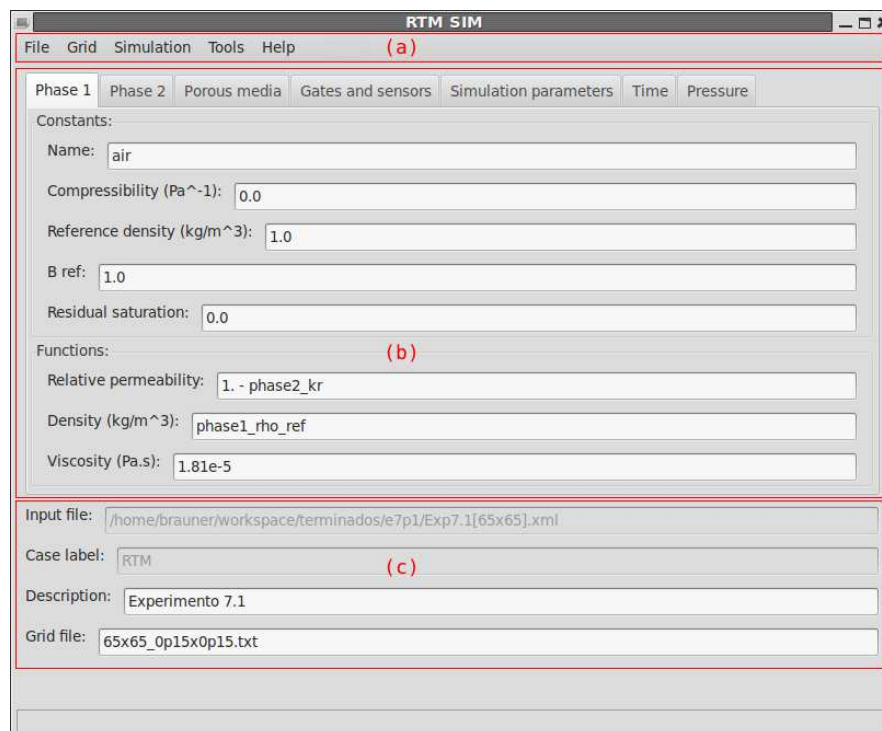 RTM SIM
File Grid Simulation Tools Help (a)
Phase 1 Phase 2 Porous media Gates and sensors Simulation parameters Time Pressure
Constants:
Name: air
Compressibility (Pa^-1): 0.0
Reference density (kg/m^3): 1.0
B ref: 1.0
Residual saturation: 0.0
Functions: (b)
Relative permeability: 1. - phase2_kr
Density (kg/m^3): phase1_rho_ref
Viscosity (Pa.s): 1.81e-5
Input file: /home/brauner/workspace/terminados/e7p1/Exp7.1[65x65].xml
Case label: RTM (c)
Description: Experimento 7.1
Grid file: 65x65_0p15x0p15.txt